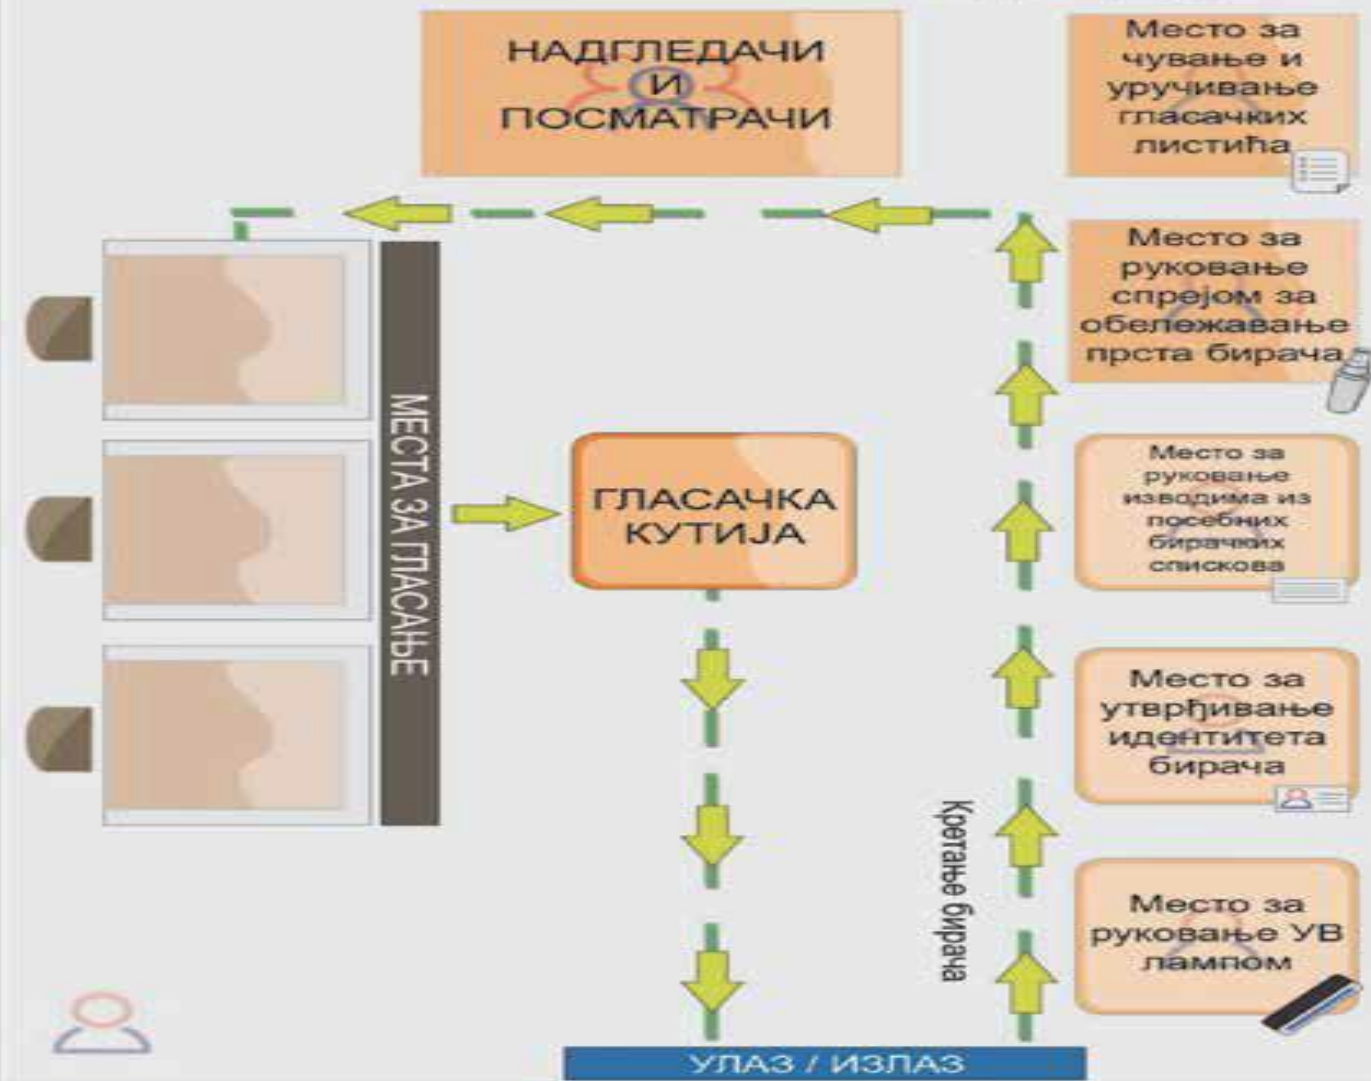 НАДГЛЕДАЧИ
И
ПОСМАТРАЧИ
Место за
чување и
уручивање
гласачких
листића
Место за
руковање
спрејом за
обележавање
прста бирача
МЕСТА ЗА ГЛАСАЊЕ
ГЛАСАЧКА
КУТИЈА
Место за
руковање
изводима из
посебних
бирачких
спискова
Место за
утврђивање
идентитета
бирача
Кретање бирача
Место за
руковање УВ
лампом
УЛАЗ / ИЗЛАЗ